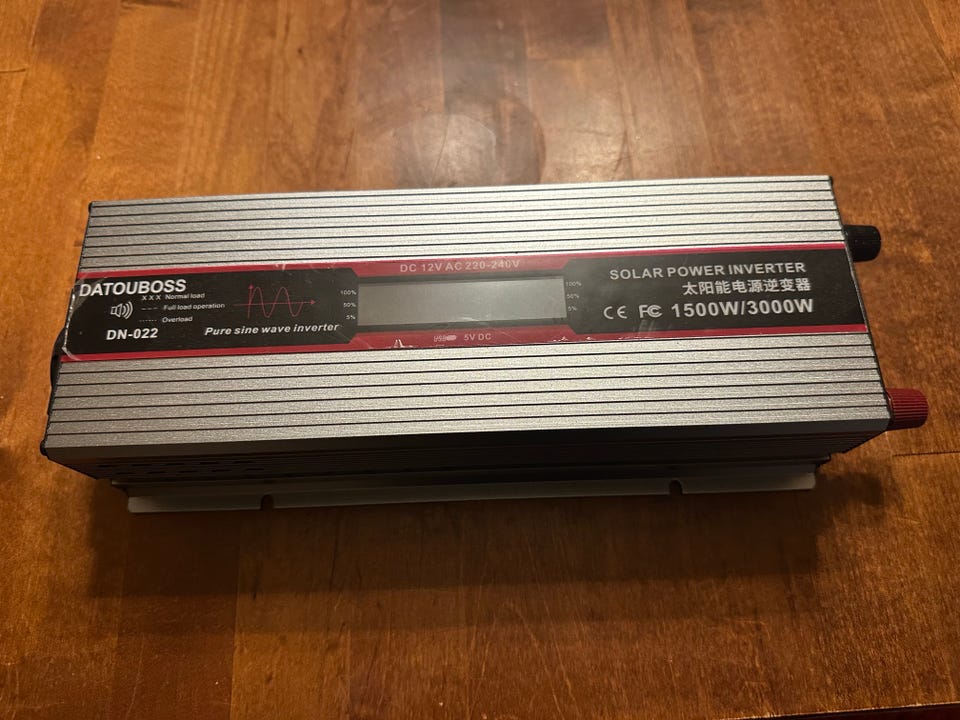 DATOUBOSS
XXX Normal load
--- Full load operation
---- Overload
DN-022
Pure sine wave inverter
DC 12V AC 220-240V
100%
50%
5%
100%
50%
5%
5V DC
SOLAR POWER INVERTER
太阳能电源逆变器
CE FC 1500W/3000W